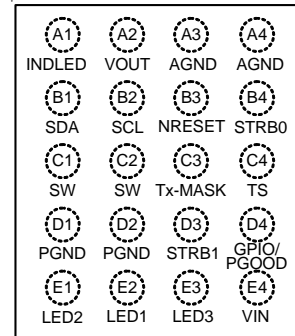 A1 A2 A3 A4
INDLED VOUT AGND AGND
B1 B2 B3 B4
SDA SCL NRESET STRB0
C1 C2 C3 C4
SW SW Tx-MASK TS
D1 D2 D3 D4
PGND PGND STRB1 GPIO/
PGOOD
E1 E2 E3 E4
LED2 LED1 LED3 VIN